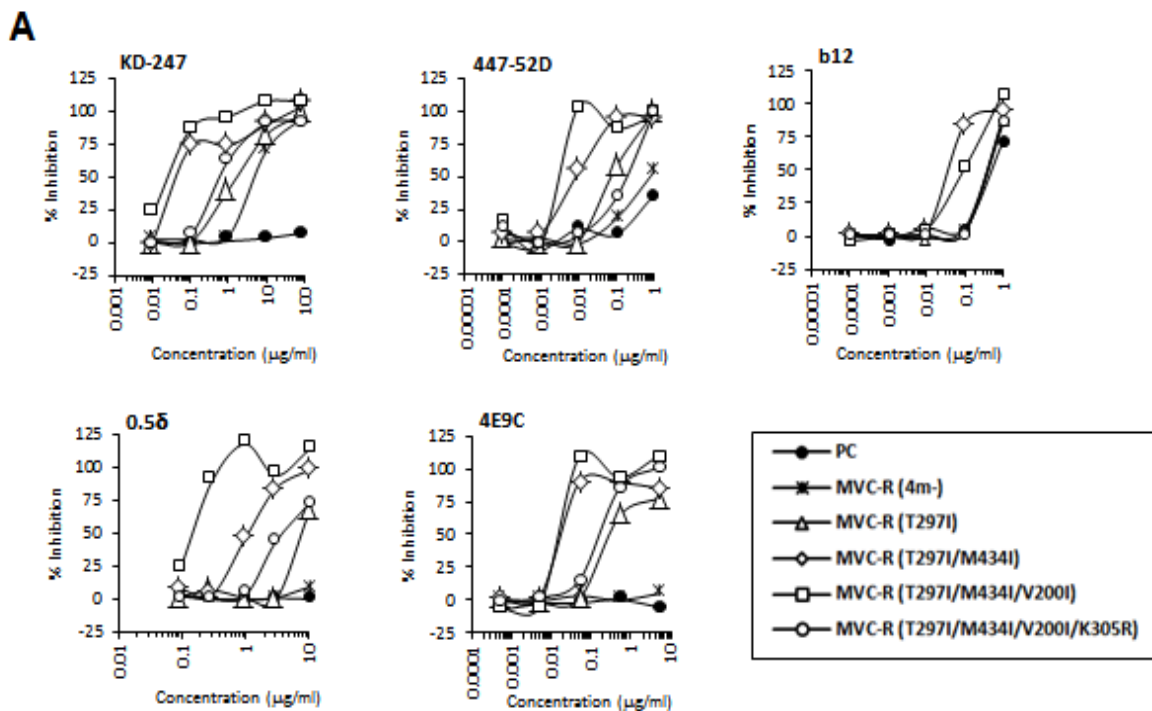 A
KD-247
125
100
75
50
25
0
-25
% Inhibition
0.001
0.01
0.1
1
10
100
Concentration (μg/ml)
447-52D
125
100
75
50
25
0
-25
% Inhibition
0.00001
0.0001
0.001
0.01
0.1
1
Concentration (μg/ml)
b12
125
100
75
50
25
0
-25
% Inhibition
0.00001
0.0001
0.001
0.01
0.1
1
Concentration (μg/ml)
0.5δ
125
100
75
50
25
0
-25
% Inhibition
0.01
0.1
1
10
Concentration (μg/ml)
4E9C
125
100
75
50
25
0
-25
% Inhibition
0.0001
0.001
0.01
0.1
1
10
Concentration (μg/ml)
PC
MVC-R (4m-)
MVC-R (T297I)
MVC-R (T297I/M434I)
MVC-R (T297I/M434I/V200I)
MVC-R (T297I/M434I/V200I/K305R)